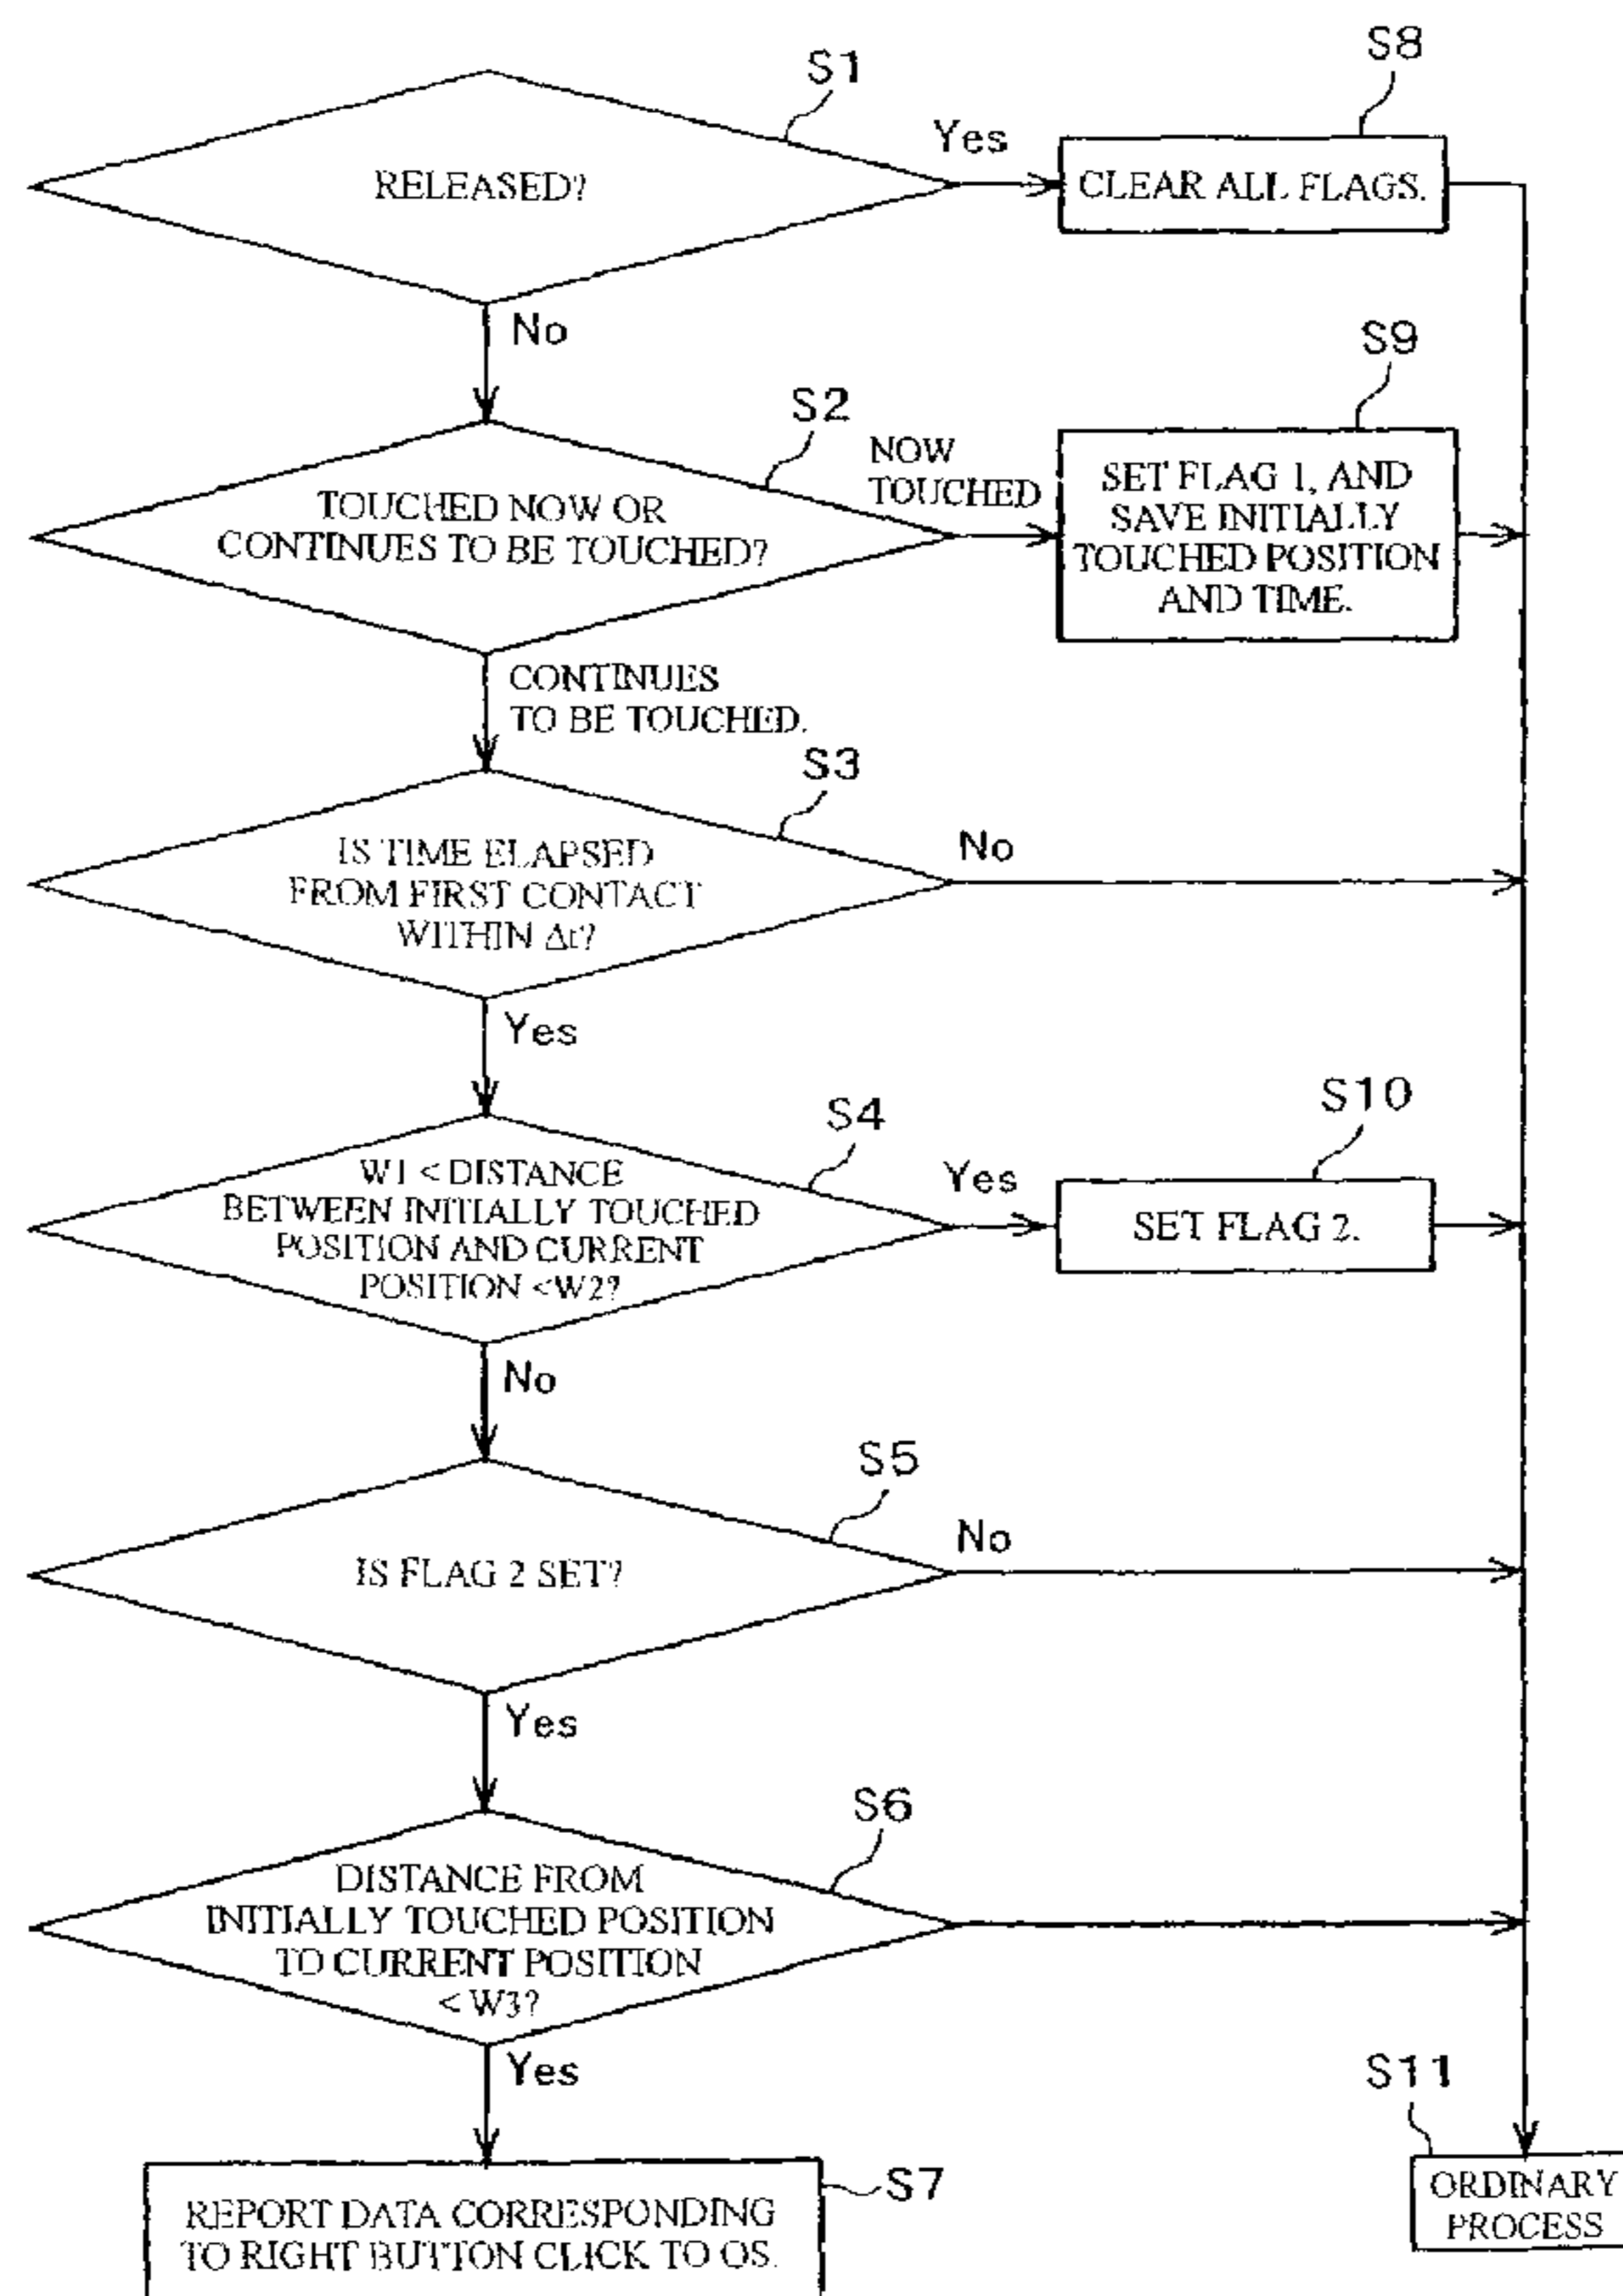 S1
S8
RELEASED?
Yes
CLEAR ALL FLAGS.
No
S2
S9
TOUCHED NOW OR
CONTINUES TO BE TOUCHED?
NOW
TOUCHED
SET FLAG 1, AND
SAVE INITIALLY
TOUCHED POSITION
AND TIME.
CONTINUES
TO BE TOUCHED.
S3
IS TIME ELAPSED
FROM FIRST CONTACT
WITHIN Δt?
No
Yes
S4
S10
W1 < DISTANCE
BETWEEN INITIALLY TOUCHED
POSITION AND CURRENT
POSITION <W2?
Yes
SET FLAG 2.
No
S5
IS FLAG 2 SET?
No
Yes
S6
DISTANCE FROM
INITIALLY TOUCHED POSITION
TO CURRENT POSITION
< W3?
Yes
S7
REPORT DATA CORRESPONDING
TO RIGHT BUTTON CLICK TO OS.
S11
ORDINARY
PROCESS